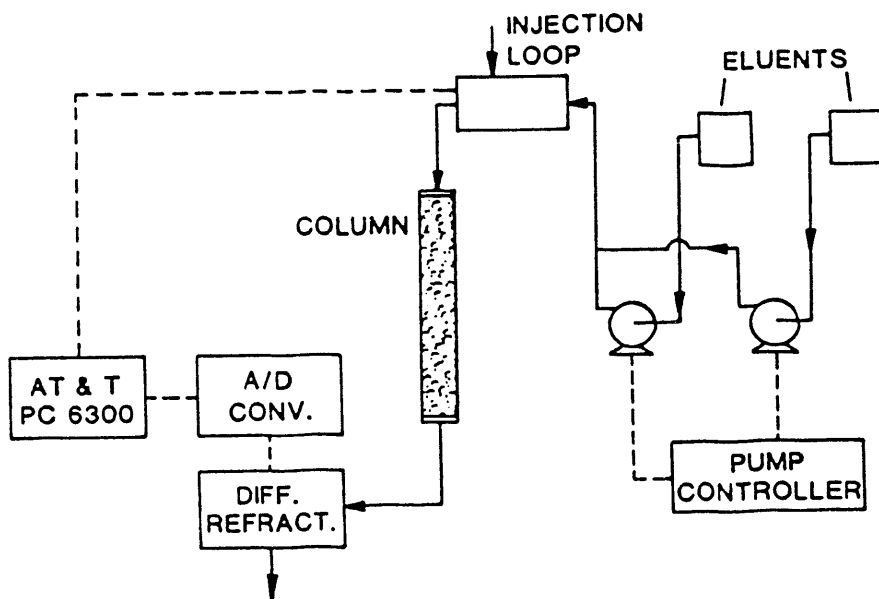 INJECTION
LOOP
ELUENTS
COLUMN
AT & T
PC 6300
A/D
CONV.
DIFF.
REFRACT.
PUMP
CONTROLLER